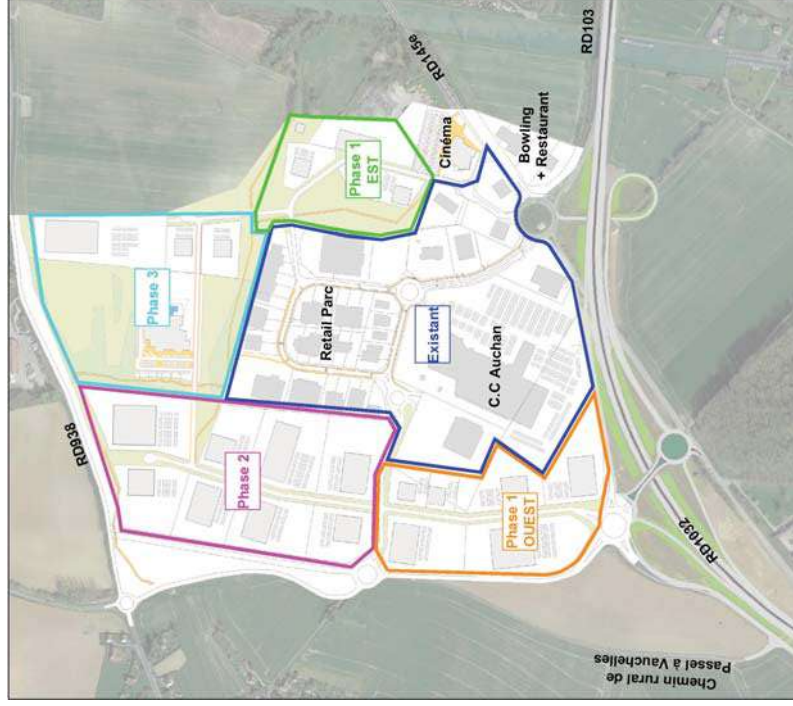 RD938
Phase 3
Phase 2
Phase 1
EST
Retail Parc
Existant
C.C Auchan
Phase 1
OUEST
RD145e
Cinéma
Bowling
+ Restaurant
RD103
RD1032
Chemin rural de
Passel à Vauchelles